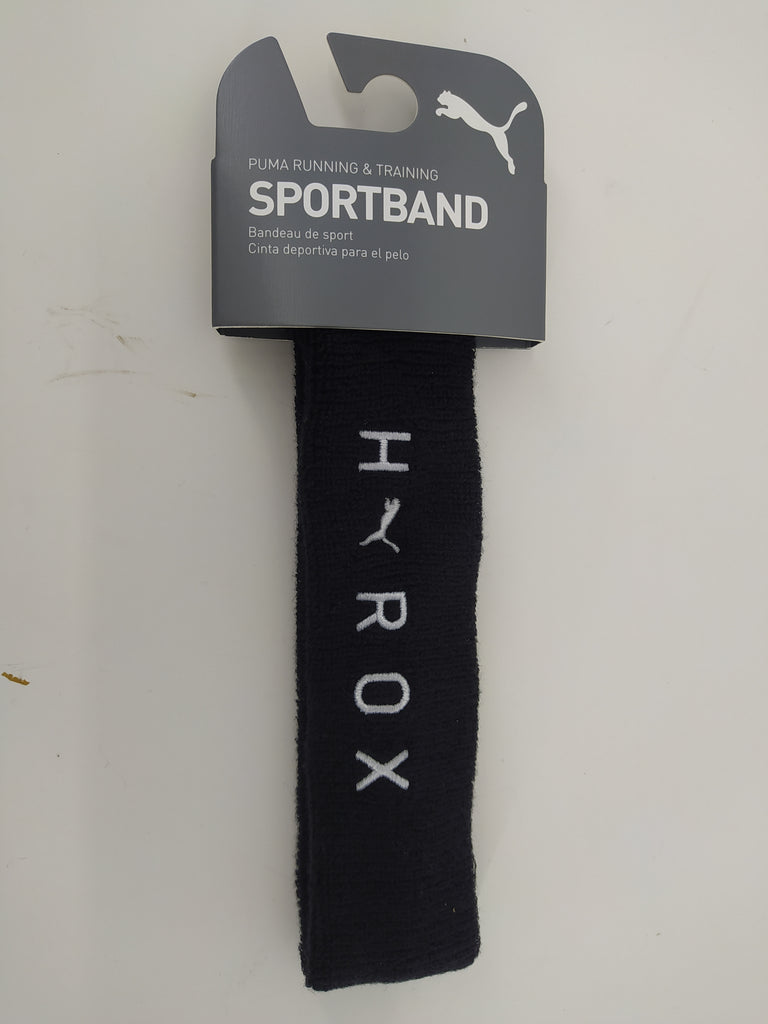 PUMA RUNNING & TRAINING
SPORTBAND
Bandeau de sport
Cinta deportiva para el pelo
HYROX